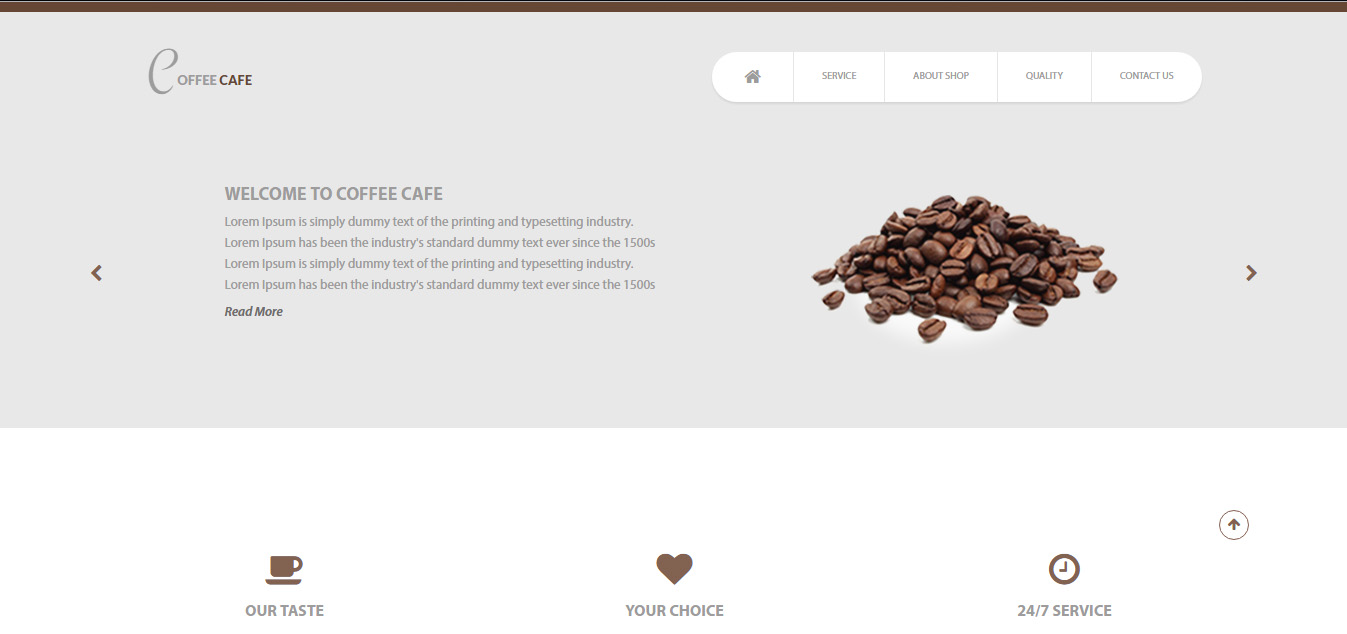 COFFEE CAFE
SERVICE
ABOUT SHOP
QUALITY
CONTACT US
WELCOME TO COFFEE CAFE
Lorem Ipsum is simply dummy text of the printing and typesetting industry.
Lorem Ipsum has been the industry's standard dummy text ever since the 1500s
Lorem Ipsum is simply dummy text of the printing and typesetting industry.
Lorem Ipsum has been the industry's standard dummy text ever since the 1500s
Read More
OUR TASTE
YOUR CHOICE
24/7 SERVICE